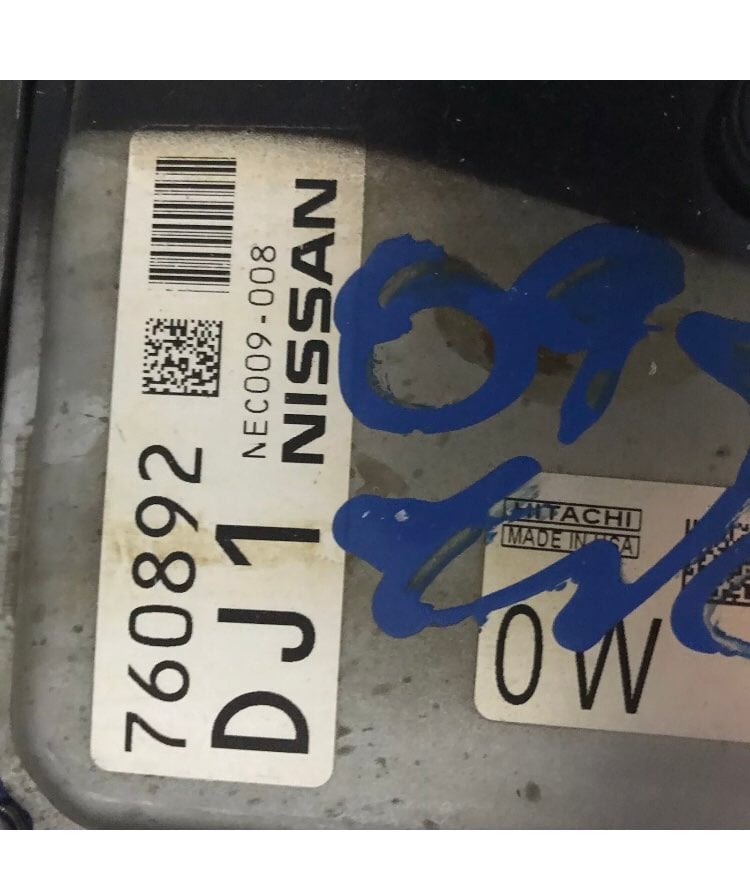 NISSAN
NEC009-008
DJ1
760892
HITACHI
MADE IN USA
0W